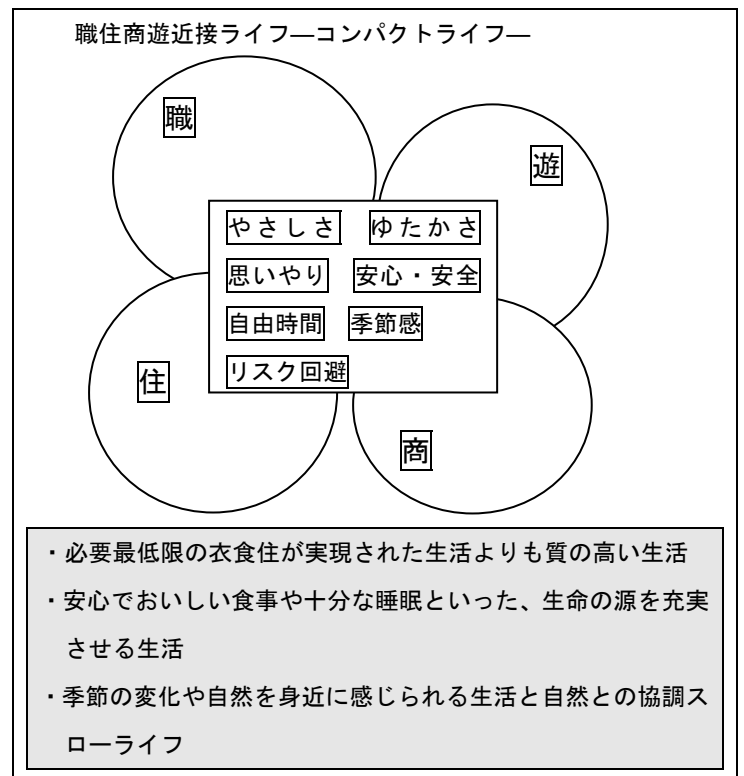 職住商遊近接ライフ―コンパクトライフ―
職
遊
やさしさ ゆたかさ
思いやり 安心・安全
自由時間 季節感
リスク回避
住
商
・必要最低限の衣食住が実現された生活よりも質の高い生活
・安心でおいしい食事や十分な睡眠といった、生命の源を充実
させる生活
・季節の変化や自然を身近に感じられる生活と自然との協調ス
ローライフ